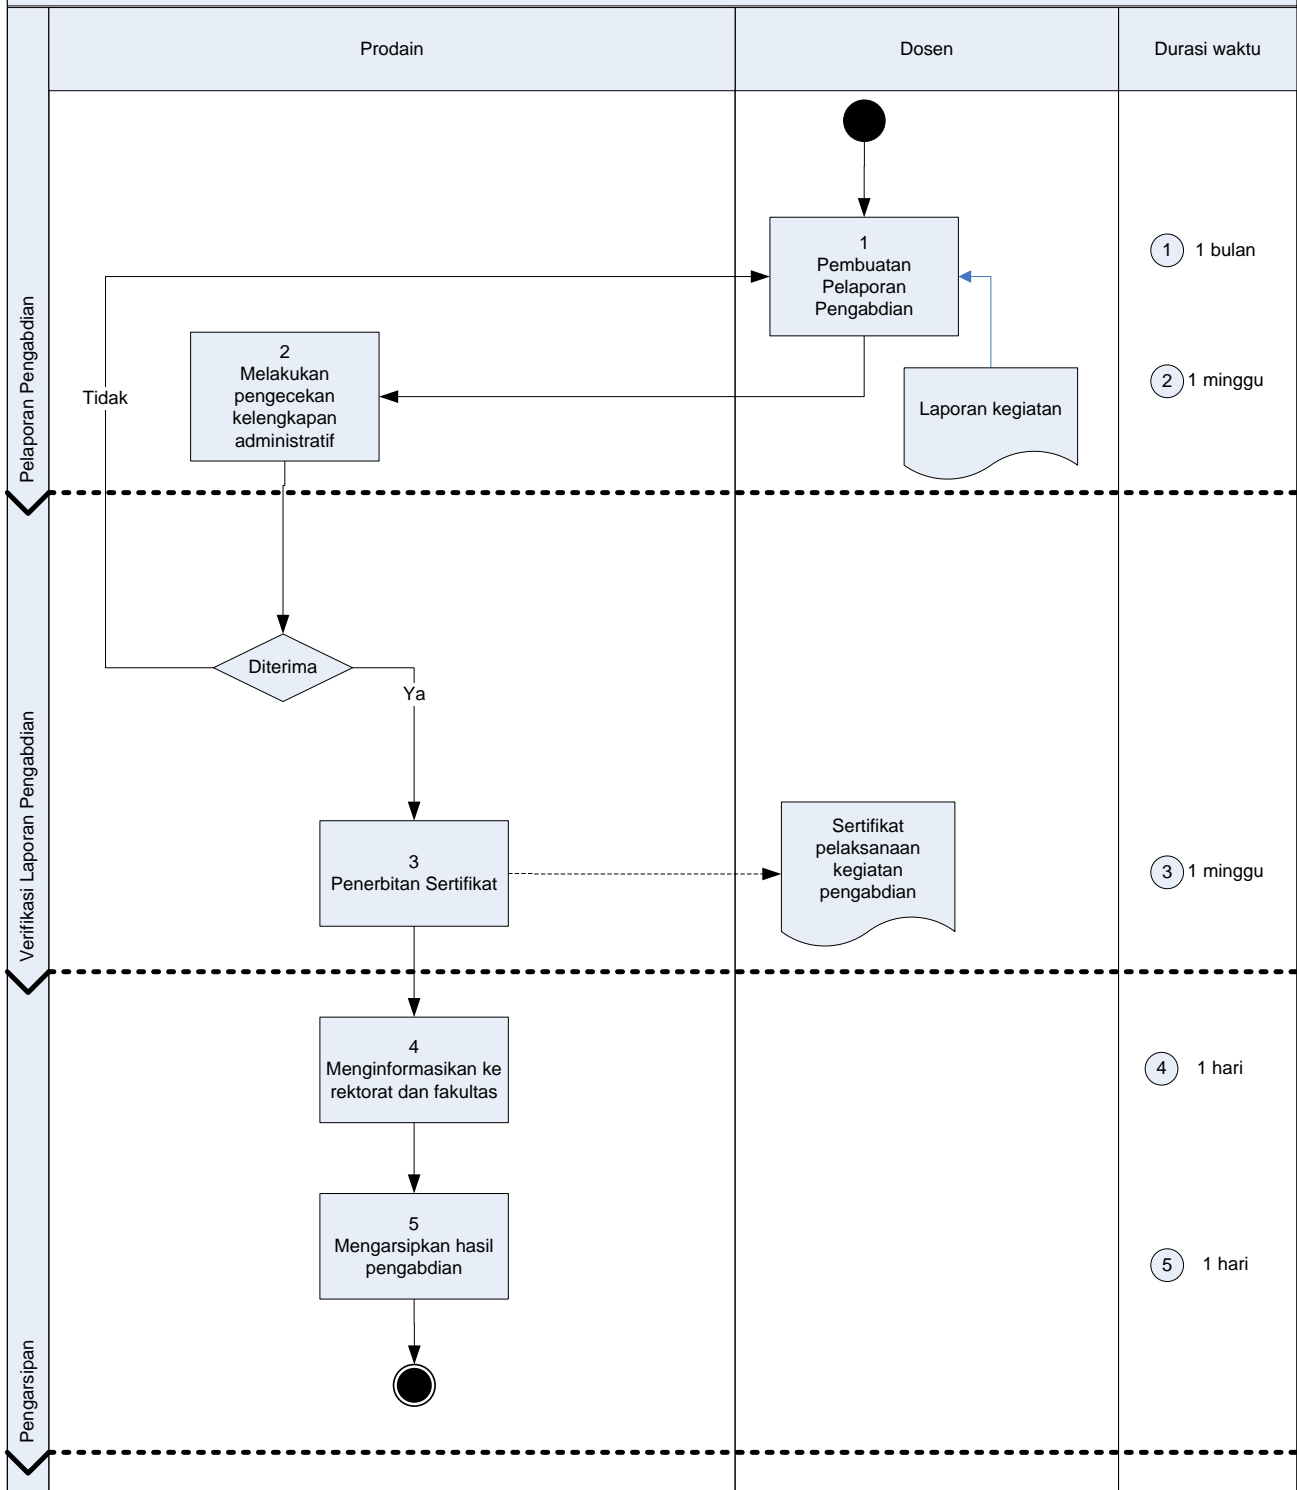 Prodain
Dosen
Durasi waktu
Pelaporan Pengabdian
1
Pembuatan
Pelaporan
Pengabdian
1 1 bulan
2
Melakukan
pengecekan
kelengkapan
administratif
Laporan kegiatan
2 1 minggu
Tidak
Verifikasi Laporan Pengabdian
Diterima
Ya
3
Penerbitan Sertifikat
Sertifikat
pelaksanaan
kegiatan
pengabdian
3 1 minggu
Pengarsipan
4
Menginformasikan ke
rektorat dan fakultas
4 1 hari
5
Mengarsipkan hasil
pengabdian
5 1 hari